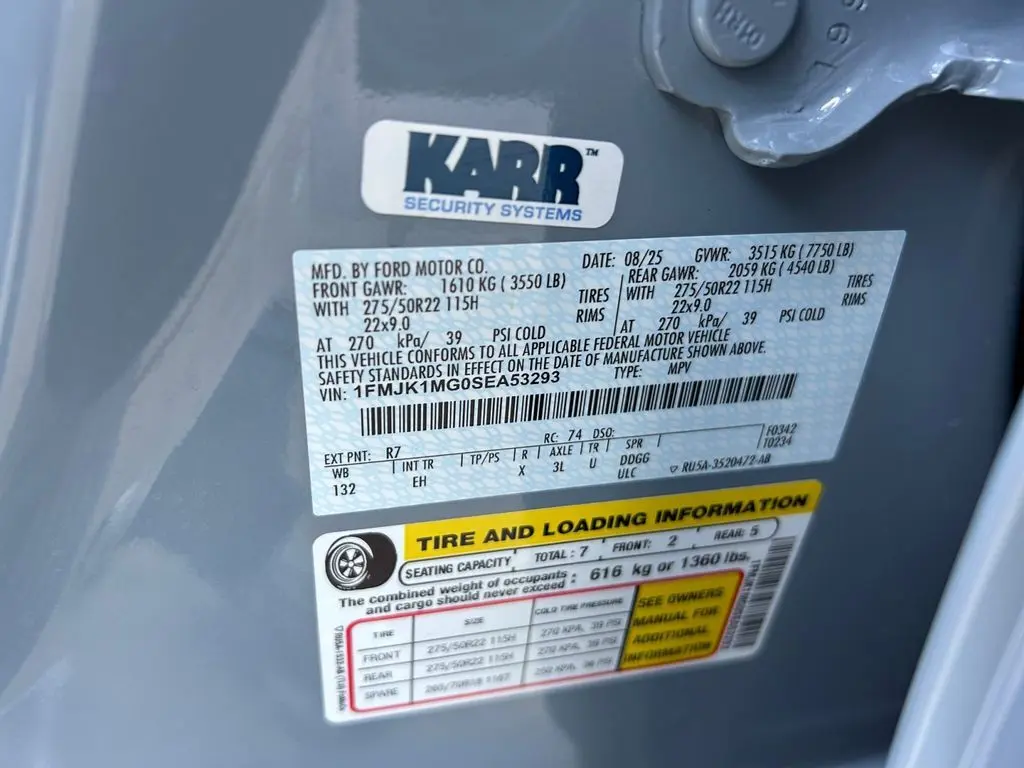 KARR™
SECURITY SYSTEMS
MFD. BY FORD MOTOR CO.
DATE: 08/25 GVWR: 3515 KG ( 7750 LB)
FRONT GAWR: 1610 KG ( 3550 LB)
REAR GAWR: 2059 KG ( 4540 LB)
WITH 275/50R22 115H TIRES
WITH 275/50R22 115H TIRES
22x9.0 RIMS
22x9.0 RIMS
AT 270 kPa/ 39 PSI COLD
AT 270 kPa/ 39 PSI COLD
THIS VEHICLE CONFORMS TO ALL APPLICABLE FEDERAL MOTOR VEHICLE
SAFETY STANDARDS IN EFFECT ON THE DATE OF MANUFACTURE SHOWN ABOVE.
VIN: 1FMJK1MG0SEA53293 TYPE: MPV
EXT PNT: R7 RC: 74 DSO: F0342
WB INT TR TP/PS R AXLE TR SPR T0234
132 EH X 3L U DDGG
ULC ▽ RU5A-3520472-AB
TIRE AND LOADING INFORMATION
SEATING CAPACITY TOTAL : 7 FRONT: 2 REAR: 5
The combined weight of occupants
and cargo should never exceed : 616 kg or 1360 lbs.
TIRE SIZE COLD TIRE PRESSURE
FRONT 275/50R22 115H 270 KPA, 39 PSI
REAR 275/50R22 115H 270 KPA, 39 PSI
SPARE
SEE OWNERS
MANUAL FOR
ADDITIONAL
INFORMATION